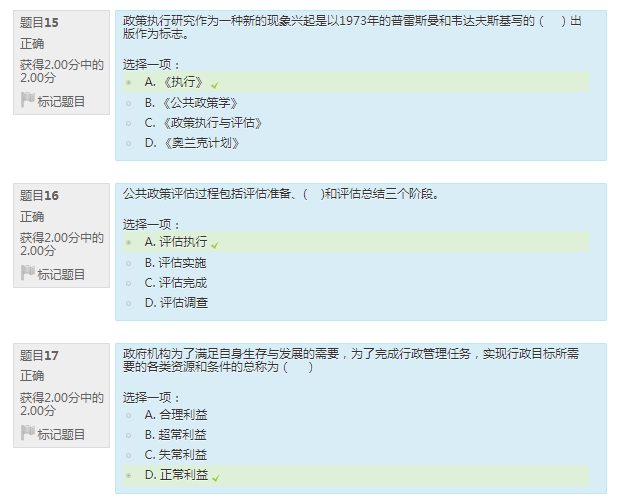 题目15
正确
获得2.00分中的
2.00分
标记题目
政策执行研究作为一种新的现象兴起是以1973年的普雷斯曼和韦达夫斯基写的（ ）出
版作为标志。
选择一项：
A. 《执行》
B. 《公共政策学》
C. 《政策执行与评估》
D. 《奥兰克计划》
题目16
正确
获得2.00分中的
2.00分
标记题目
公共政策评估过程包括评估准备、( )和评估总结三个阶段。
选择一项：
A. 评估执行
B. 评估实施
C. 评估完成
D. 评估调查
题目17
正确
获得2.00分中的
2.00分
标记题目
政府机构为了满足自身生存与发展的需要，为了完成行政管理任务，实现行政目标所需
要的各类资源和条件的总称为（ ）
选择一项：
A. 合理利益
B. 超常利益
C. 失常利益
D. 正常利益